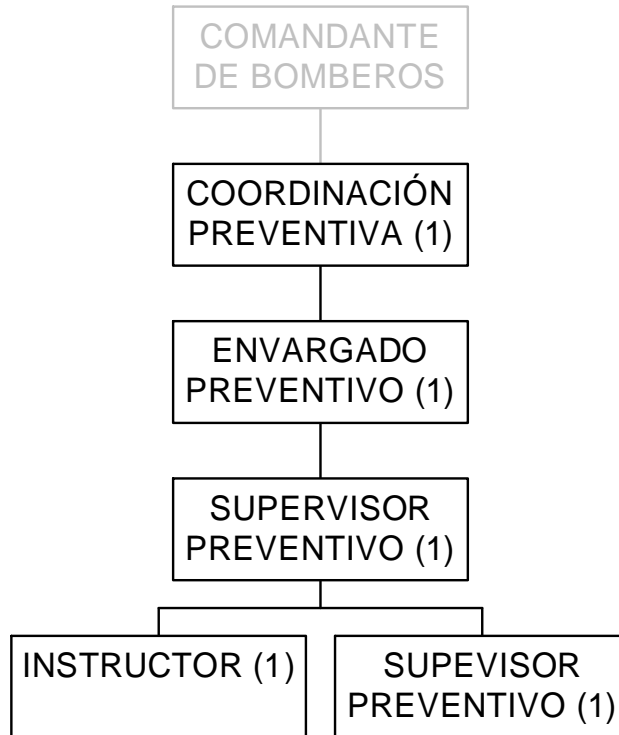 COMANDANTE
DE BOMBEROS
COORDINACIÓN
PREVENTIVA (1)
ENVARGADO
PREVENTIVO (1)
SUPERVISOR
PREVENTIVO (1)
INSTRUCTOR (1)
SUPEVISOR
PREVENTIVO (1)